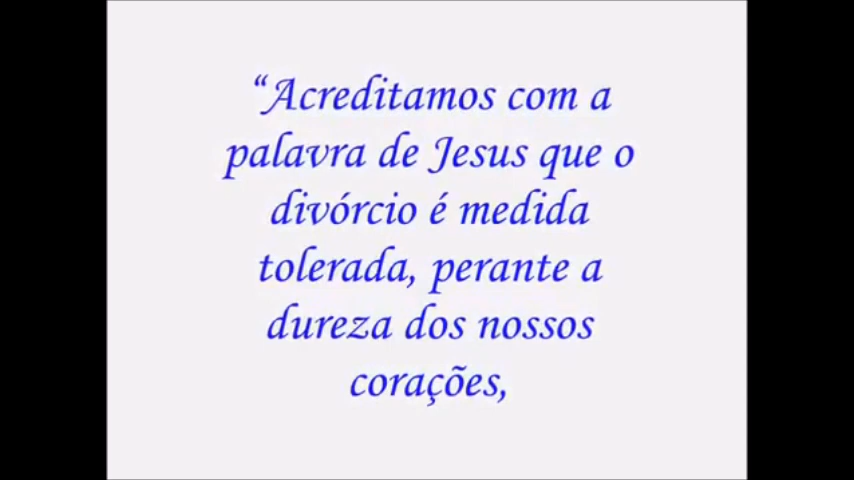 “Acreditamos com a
palavra de Jesus que o
divórcio é medida
tolerada, perante a
dureza dos nossos
corações,